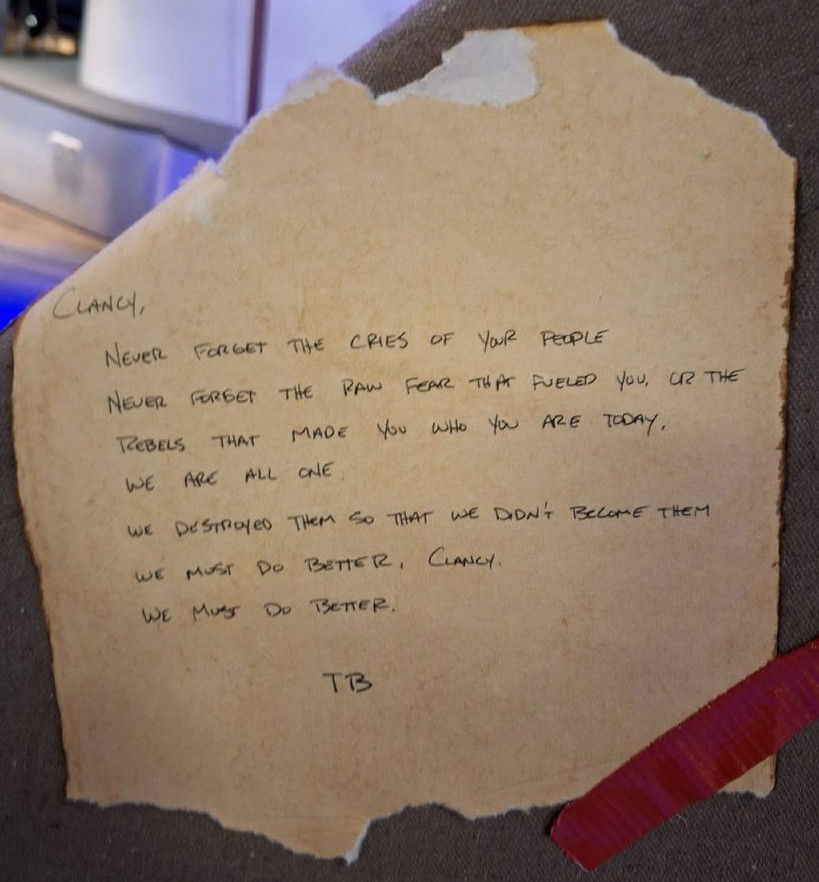 CLANCY,
NEVER FORGET THE CRIES OF YOUR PEOPLE
NEVER FORGET THE RAW FEAR THAT FUELED YOU, OR THE
REBELS THAT MADE YOU WHO YOU ARE TODAY.
WE ARE ALL ONE
WE DESTROYED THEM SO THAT WE DIDN'T BECOME THEM
WE MUST DO BETTER, CLANCY.
WE MUST DO BETTER.
TB